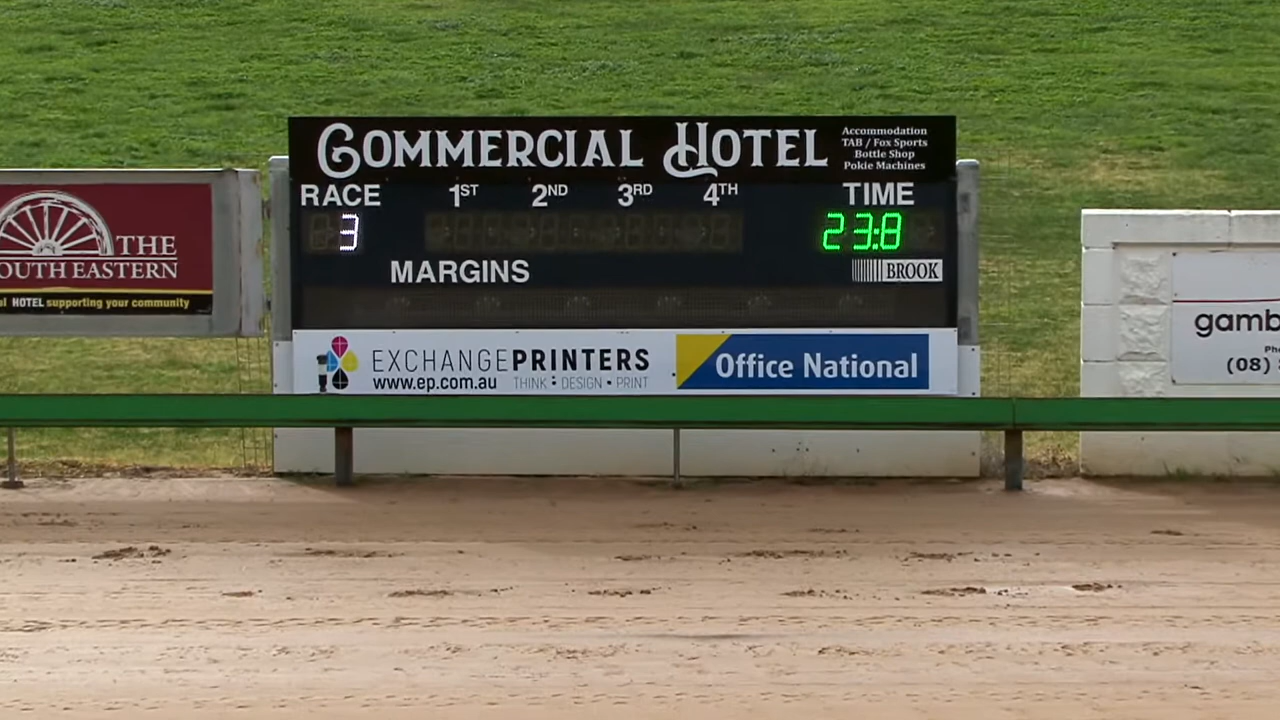 COMMERCIAL HOTEL
Accommodation
TAB / Fox Sports
Bottle Shop
Pokie Machines
RACE 1ST 2ND 3RD 4TH TIME
3 23:8
MARGINS
BROOK
THE
OUTH EASTERN
HOTEL supporting your community
EXCHANGEPRINTERS
www.ep.com.au THINK : DESIGN • PRINT
Office National
gamb
(08)